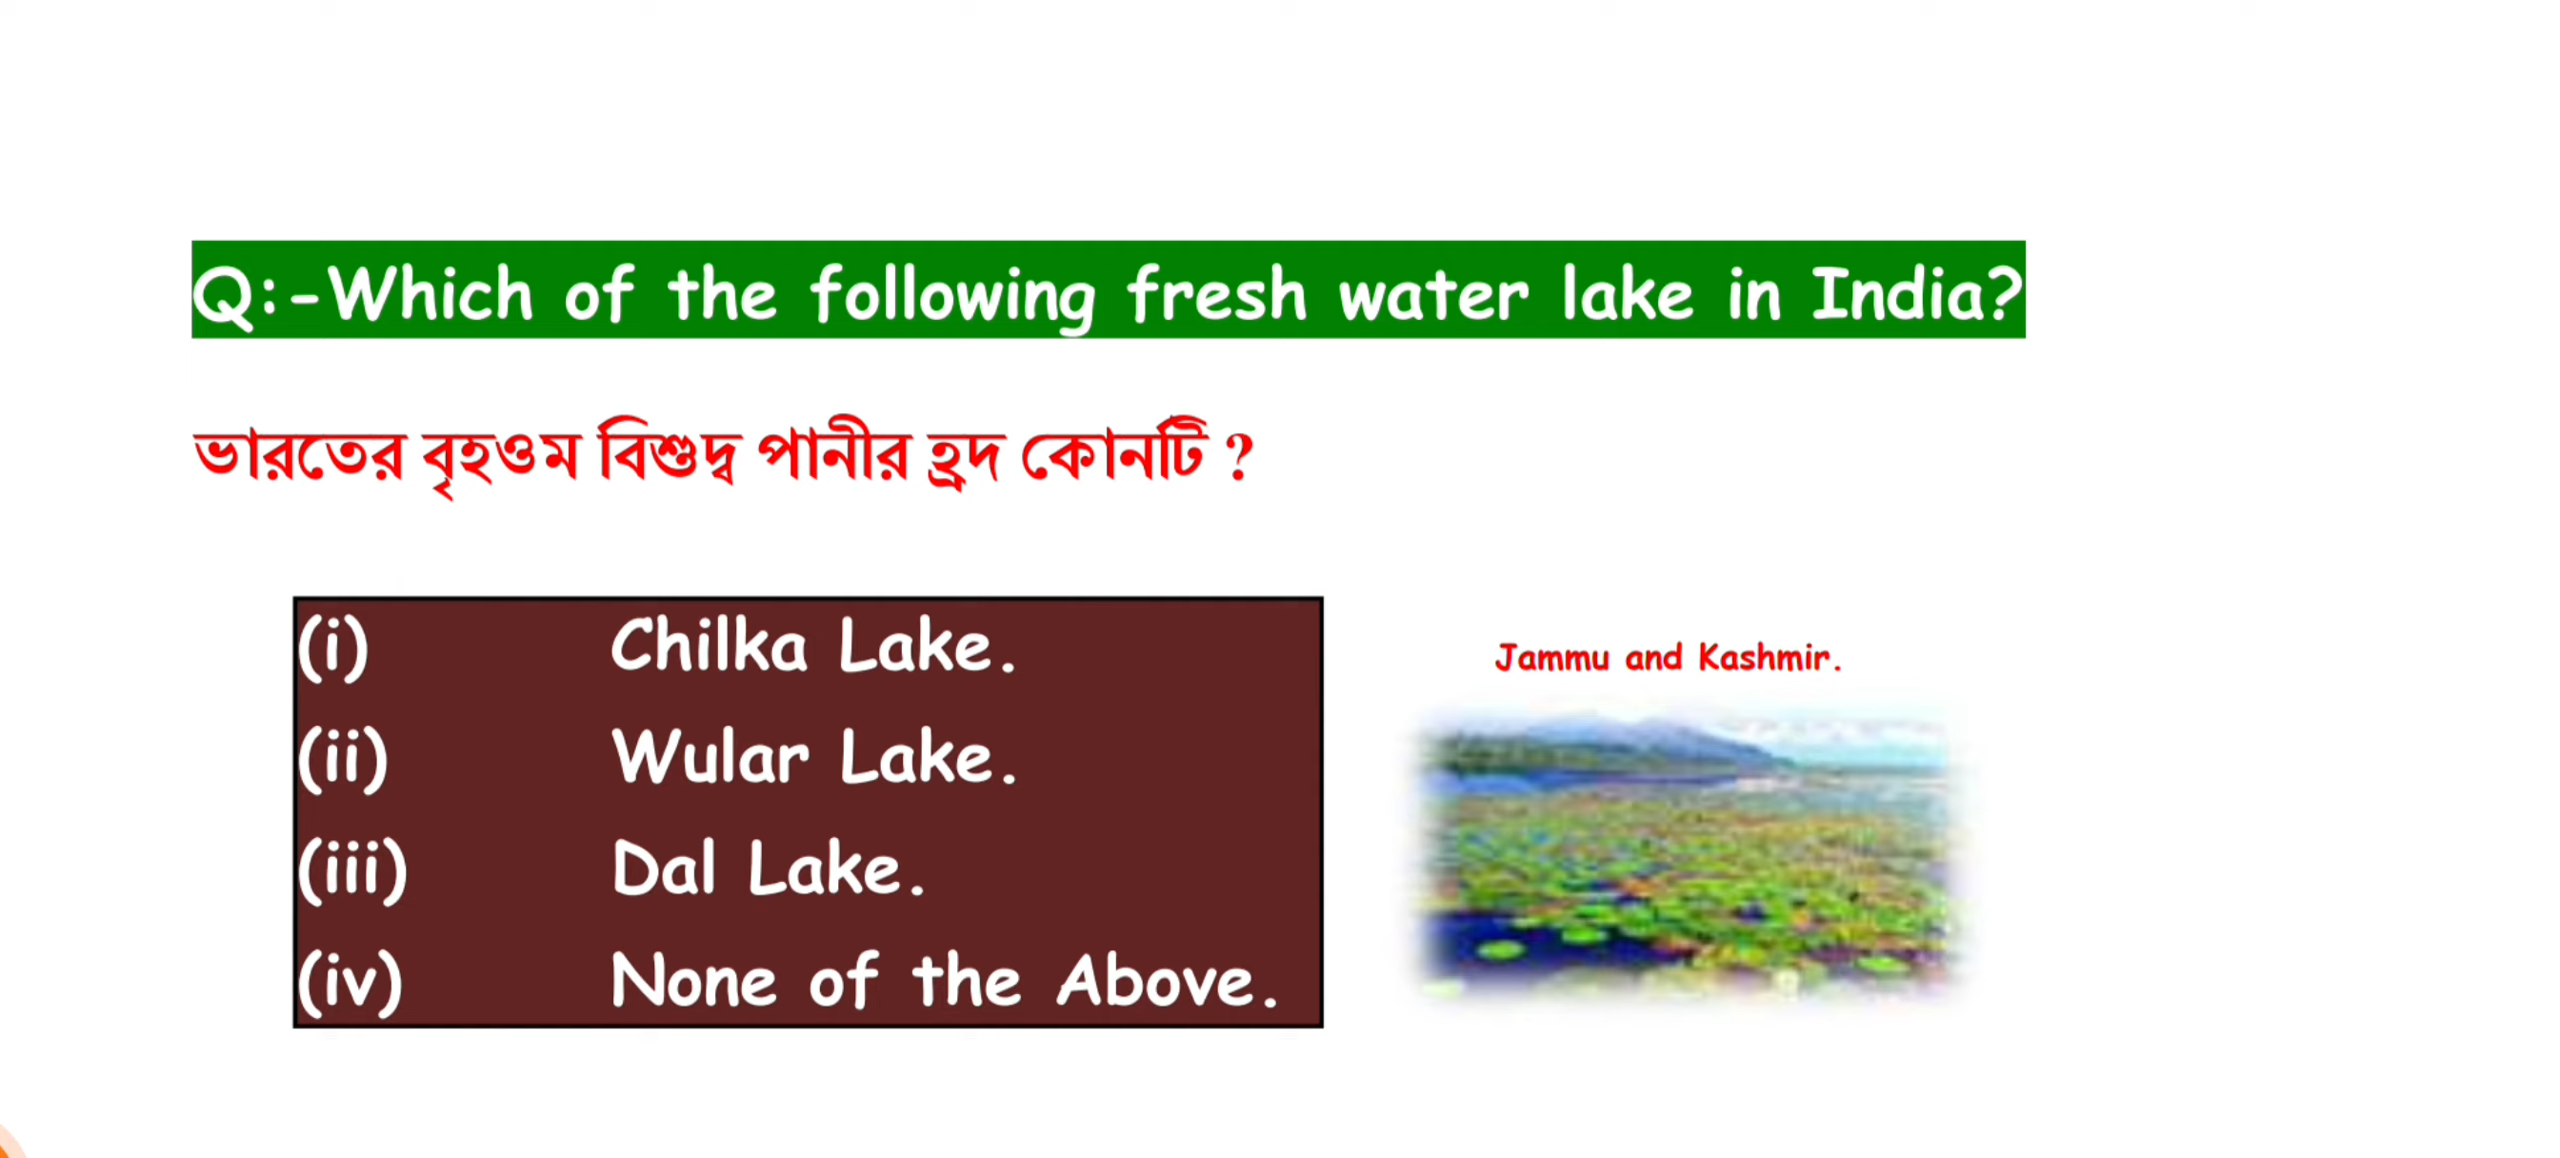 Q:-Which of the following fresh water lake in India?
ভারতের বৃহওম বিশুদ্ব পানীর হ্রদ কোনটি ?
(i) Chilka Lake.
Jammu and Kashmir.
(ii) Wular Lake.
(iii) Dal Lake.
(iv) None of the Above.